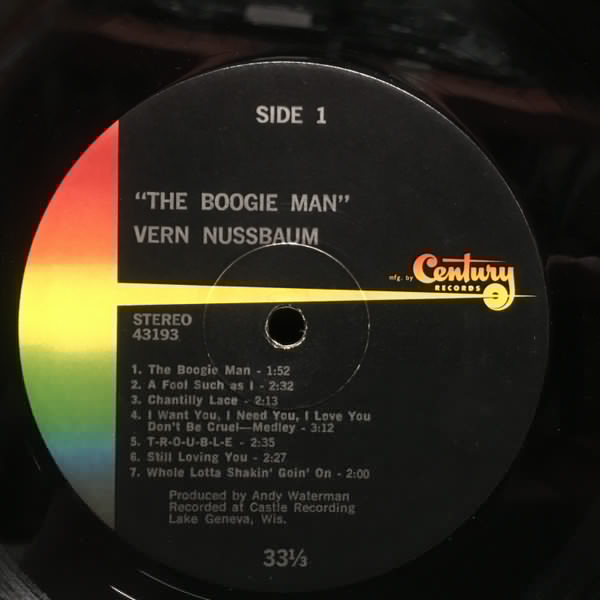 SIDE 1
"THE BOOGIE MAN"
VERN NUSSBAUM
mfg. by Century
RECORDS
STEREO
43193
1. The Boogie Man - 1:52
2. A Fool Such as I - 2:32
3. Chantilly Lace - 2:13
4. I Want You, I Need You, I Love You
Don't Be Cruel—Medley - 3:12
5. T-R-O-U-B-L-E - 2:35
6. Still Loving You - 2:27
7. Whole Lotta Shakin' Goin' On - 2:00
Produced by Andy Waterman
Recorded at Castle Recording
Lake Geneva, Wis.
33⅓